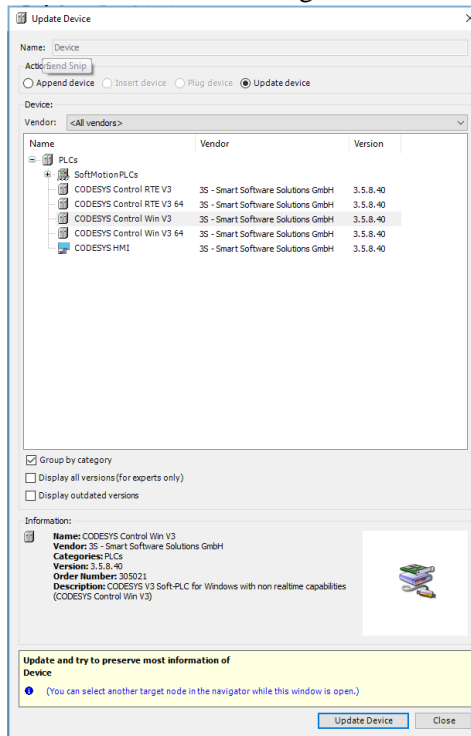 Update Device
Name: Device
Send Snip
Append device Insert device Plug device Update device
Device:
Vendor: <All vendors>
Name Vendor Version
PLCs
SoftMotion PLCs
CODESYS Control RTE V3 3S - Smart Software Solutions GmbH 3.5.8.40
CODESYS Control RTE V3 64 3S - Smart Software Solutions GmbH 3.5.8.40
CODESYS Control Win V3 3S - Smart Software Solutions GmbH 3.5.8.40
CODESYS Control Win V3 64 3S - Smart Software Solutions GmbH 3.5.8.40
CODESYS HMI 3S - Smart Software Solutions GmbH 3.5.8.40
Group by category
Display all versions (for experts only)
Display outdated versions
Information:
Name: CODESYS Control Win V3
Vendor: 3S - Smart Software Solutions GmbH
Categories: PLCs
Version: 3.5.8.40
Order Number: 305021
Description: CODESYS V3 Soft-PLC for Windows with non realtime capabilities
(CODESYS Control Win V3)
Update and try to preserve most information of
Device
(You can select another target node in the navigator while this window is open.)
Update Device Close